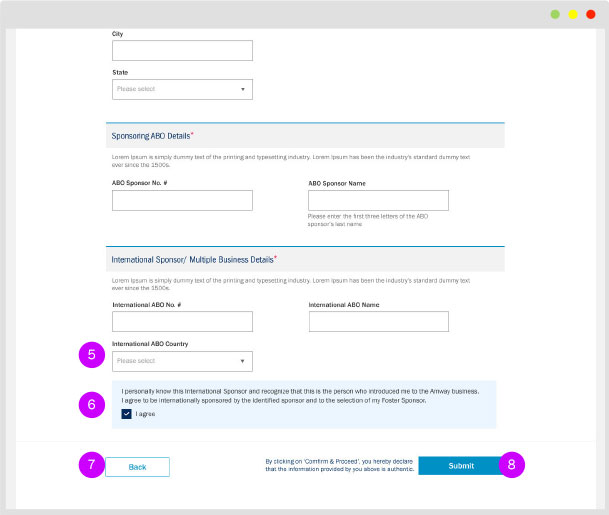 City
State
Please select
Sponsoring ABO Details*
Lorem Ipsum is simply dummy text of the printing and typesetting industry. Lorem Ipsum has been the industry's standard dummy text
ever since the 1500s.
ABO Sponsor No. #
ABO Sponsor Name
Please enter the first three letters of the ABO
sponsor's last name
International Sponsor/ Multiple Business Details*
Lorem Ipsum is simply dummy text of the printing and typesetting industry. Lorem Ipsum has been the industry's standard dummy text
ever since the 1500s.
International ABO No. #
International ABO Name
International ABO Country
5
Please select
I personally know this International Sponsor and recognize that this is the person who introduced me to the Amway business.
6
I agree to be internationally sponsored by the identified sponsor and to the selection of my Foster Sponsor.
I agree
7
Back
By clicking on 'Comfirm & Proceed', you hereby declare
that the information provided by you above is authentic.
Submit
8